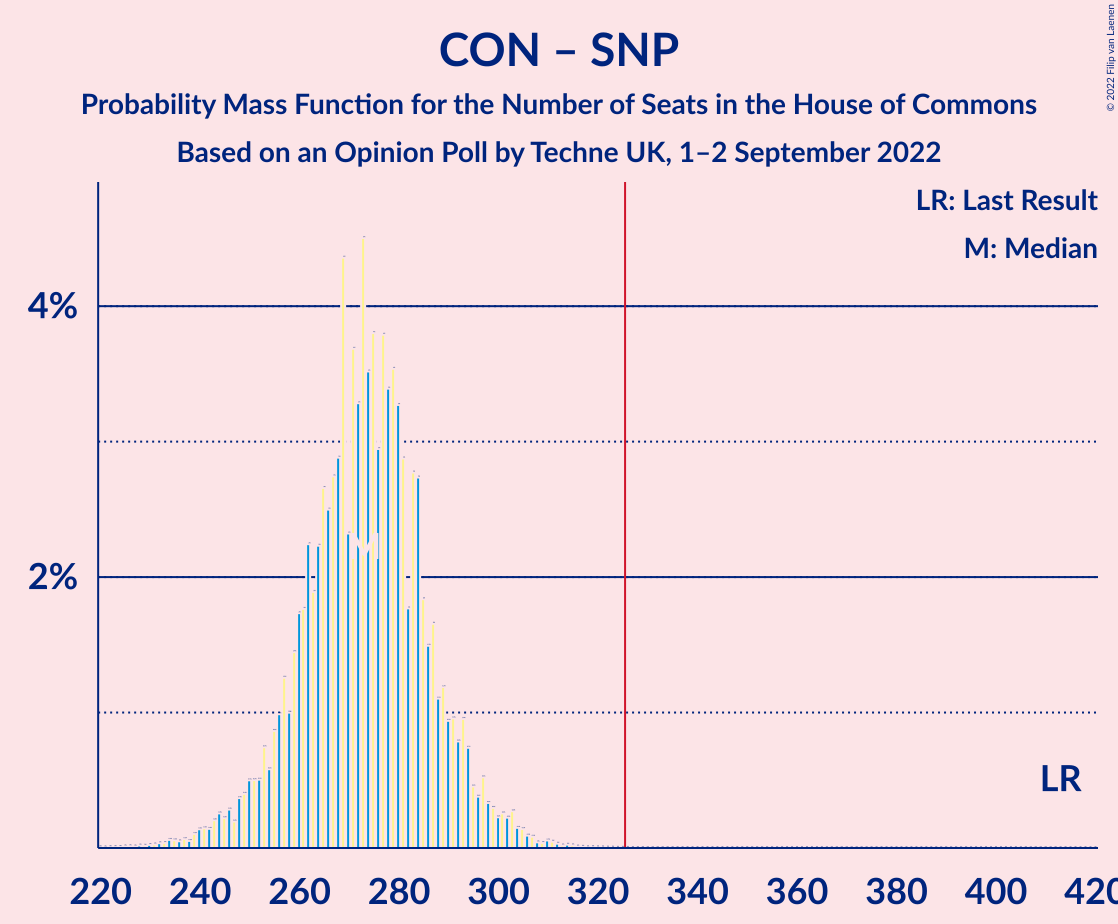 CON – SNP
Probability Mass Function for the Number of Seats in the House of Commons
Based on an Opinion Poll by Techne UK, 1–2 September 2022
© 2022 Filip van Laenen
LR: Last Result
M: Median
4%
2%
LR
220 240 260 280 300 320 340 360 380 400 420